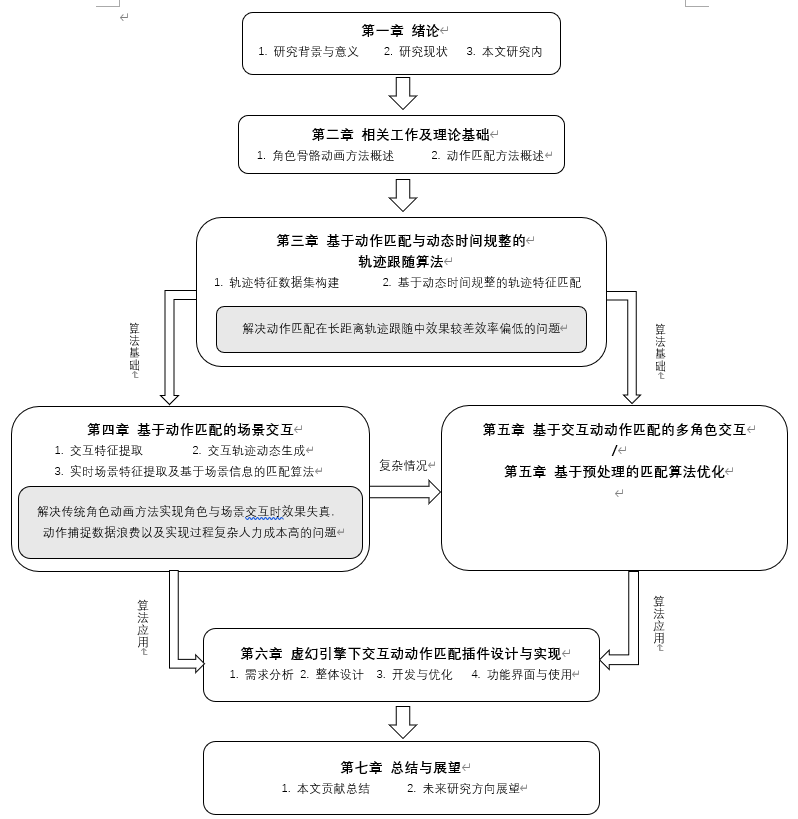 第一章 绪论
1. 研究背景与意义 2. 研究现状 3. 本文研究内
第二章 相关工作及理论基础
1. 角色骨骼动画方法概述 2. 动作匹配方法概述
第三章 基于动作匹配与动态时间规整的
轨迹跟随算法
1. 轨迹特征数据集构建 2. 基于动态时间规整的轨迹特征匹配
解决动作匹配在长距离轨迹跟随中效果较差效率偏低的问题
算法基础
算法基础
第四章 基于动作匹配的场景交互
1. 交互特征提取 2. 交互轨迹动态生成
3. 实时场景特征提取及基于场景信息的匹配算法
解决传统角色动画方法实现角色与场景交互时效果失真，
动作捕捉数据浪费以及实现过程复杂人力成本高的问题
复杂情况
第五章 基于交互动动作匹配的多角色交互
/
第五章 基于预处理的匹配算法优化
算法应用
算法应用
第六章 虚幻引擎下交互动动作匹配插件设计与实现
1. 需求分析 2. 整体设计 3. 开发与优化 4. 功能界面与使用
第七章 总结与展望
1. 本文贡献总结 2. 未来研究方向展望